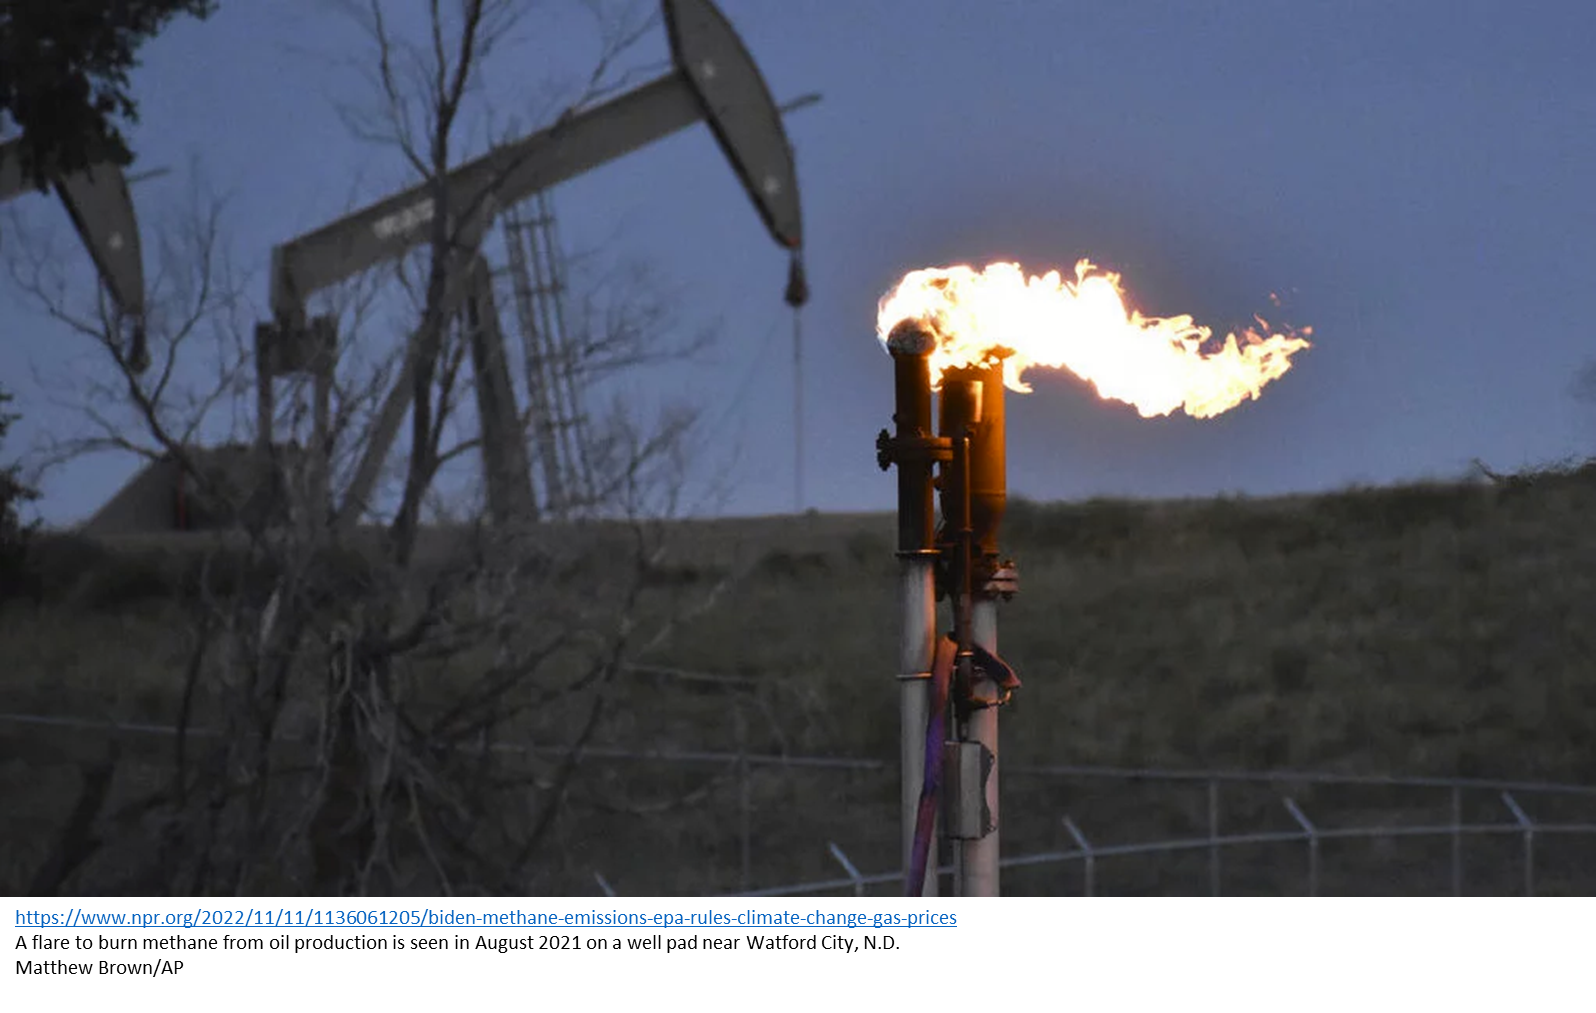 https://www.npr.org/2022/11/11/1136061205/biden-methane-emissions-epa-rules-climate-change-gas-prices
A flare to burn methane from oil production is seen in August 2021 on a well pad near Watford City, N.D.
Matthew Brown/AP